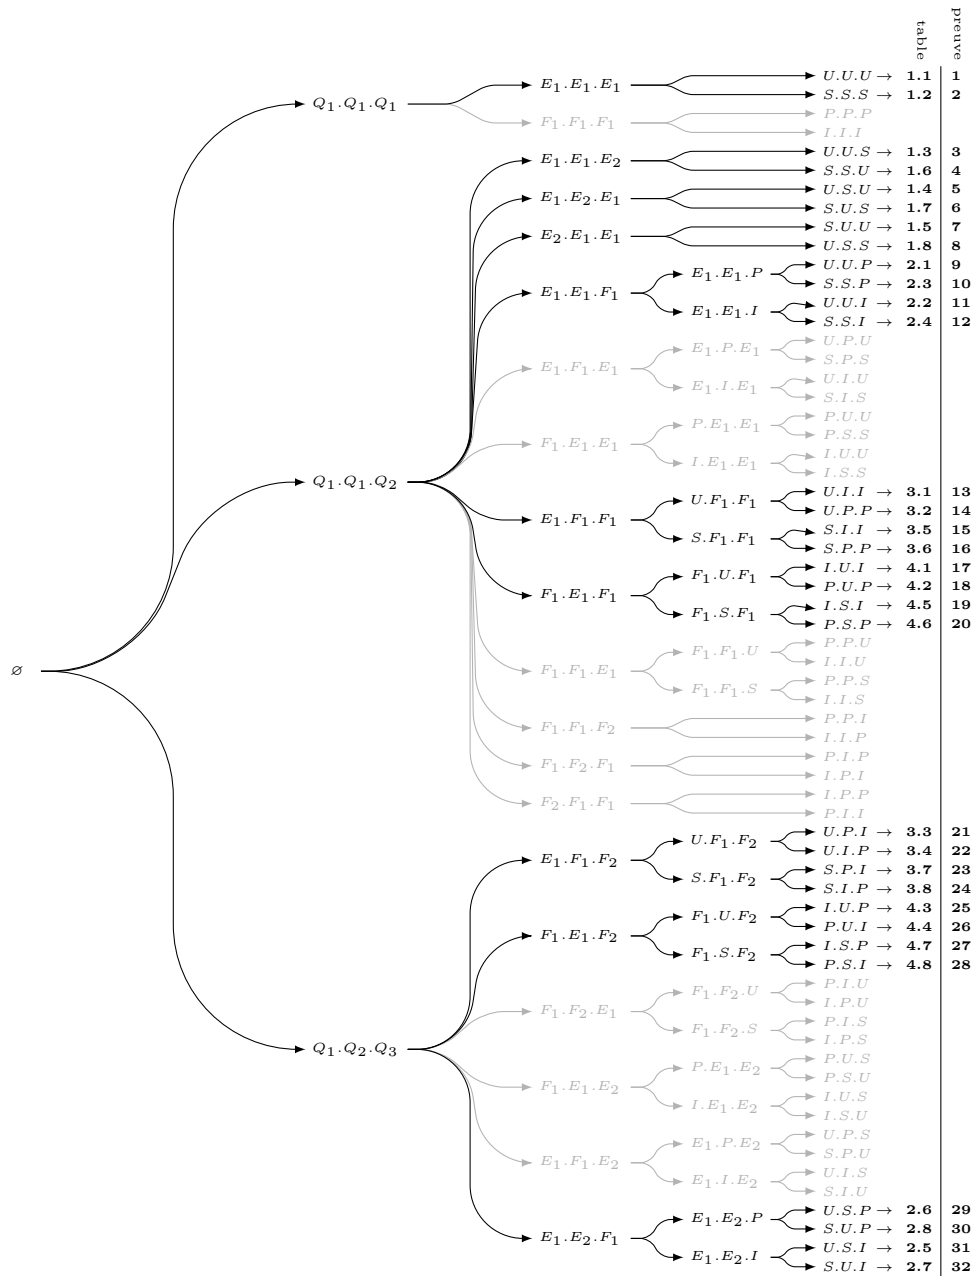 table preuve
U.U.U → 1.1 1
E₁.E₁.E₁
S.S.S → 1.2 2
Q₁.Q₁.Q₁
P.P.P
F₁.F₁.F₁
I.I.I
U.U.S → 1.3 3
E₁.E₁.E₂
S.S.U → 1.6 4
U.S.U → 1.4 5
E₁.E₂.E₁
S.U.S → 1.7 6
S.U.U → 1.5 7
E₂.E₁.E₁
U.S.S → 1.8 8
U.U.P → 2.1 9
E₁.E₁.P
S.S.P → 2.3 10
E₁.E₁.F₁
U.U.I → 2.2 11
E₁.E₁.I
S.S.I → 2.4 12
U.P.U
E₁.P.E₁
S.P.S
E₁.F₁.E₁
U.I.U
E₁.I.E₁
S.I.S
P.U.U
P.E₁.E₁
P.S.S
F₁.E₁.E₁
I.U.U
I.E₁.E₁
I.S.S
Q₁.Q₁.Q₂
U.I.I → 3.1 13
U.F₁.F₁
U.P.P → 3.2 14
E₁.F₁.F₁
S.I.I → 3.5 15
S.F₁.F₁
S.P.P → 3.6 16
I.U.I → 4.1 17
F₁.U.F₁
P.U.P → 4.2 18
F₁.E₁.F₁
I.S.I → 4.5 19
F₁.S.F₁
P.S.P → 4.6 20
P.P.U
F₁.F₁.U
I.I.U
∅
F₁.F₁.E₁
P.P.S
F₁.F₁.S
I.I.S
P.P.I
F₁.F₁.F₂
I.I.P
P.I.P
F₁.F₂.F₁
I.P.I
I.P.P
F₂.F₁.F₁
P.I.I
U.P.I → 3.3 21
U.F₁.F₂
U.I.P → 3.4 22
E₁.F₁.F₂
S.P.I → 3.7 23
S.F₁.F₂
S.I.P → 3.8 24
I.U.P → 4.3 25
F₁.U.F₂
P.U.I → 4.4 26
F₁.E₁.F₂
I.S.P → 4.7 27
F₁.S.F₂
P.S.I → 4.8 28
P.I.U
F₁.F₂.U
I.P.U
F₁.F₂.E₁
P.I.S
F₁.F₂.S
I.P.S
Q₁.Q₂.Q₃
P.U.S
P.E₁.E₂
P.S.U
F₁.E₁.E₂
I.U.S
I.E₁.E₂
I.S.U
U.P.S
E₁.P.E₂
S.P.U
E₁.F₁.E₂
U.I.S
E₁.I.E₂
S.I.U
U.S.P → 2.6 29
E₁.E₂.P
S.U.P → 2.8 30
E₁.E₂.F₁
U.S.I → 2.5 31
E₁.E₂.I
S.U.I → 2.7 32